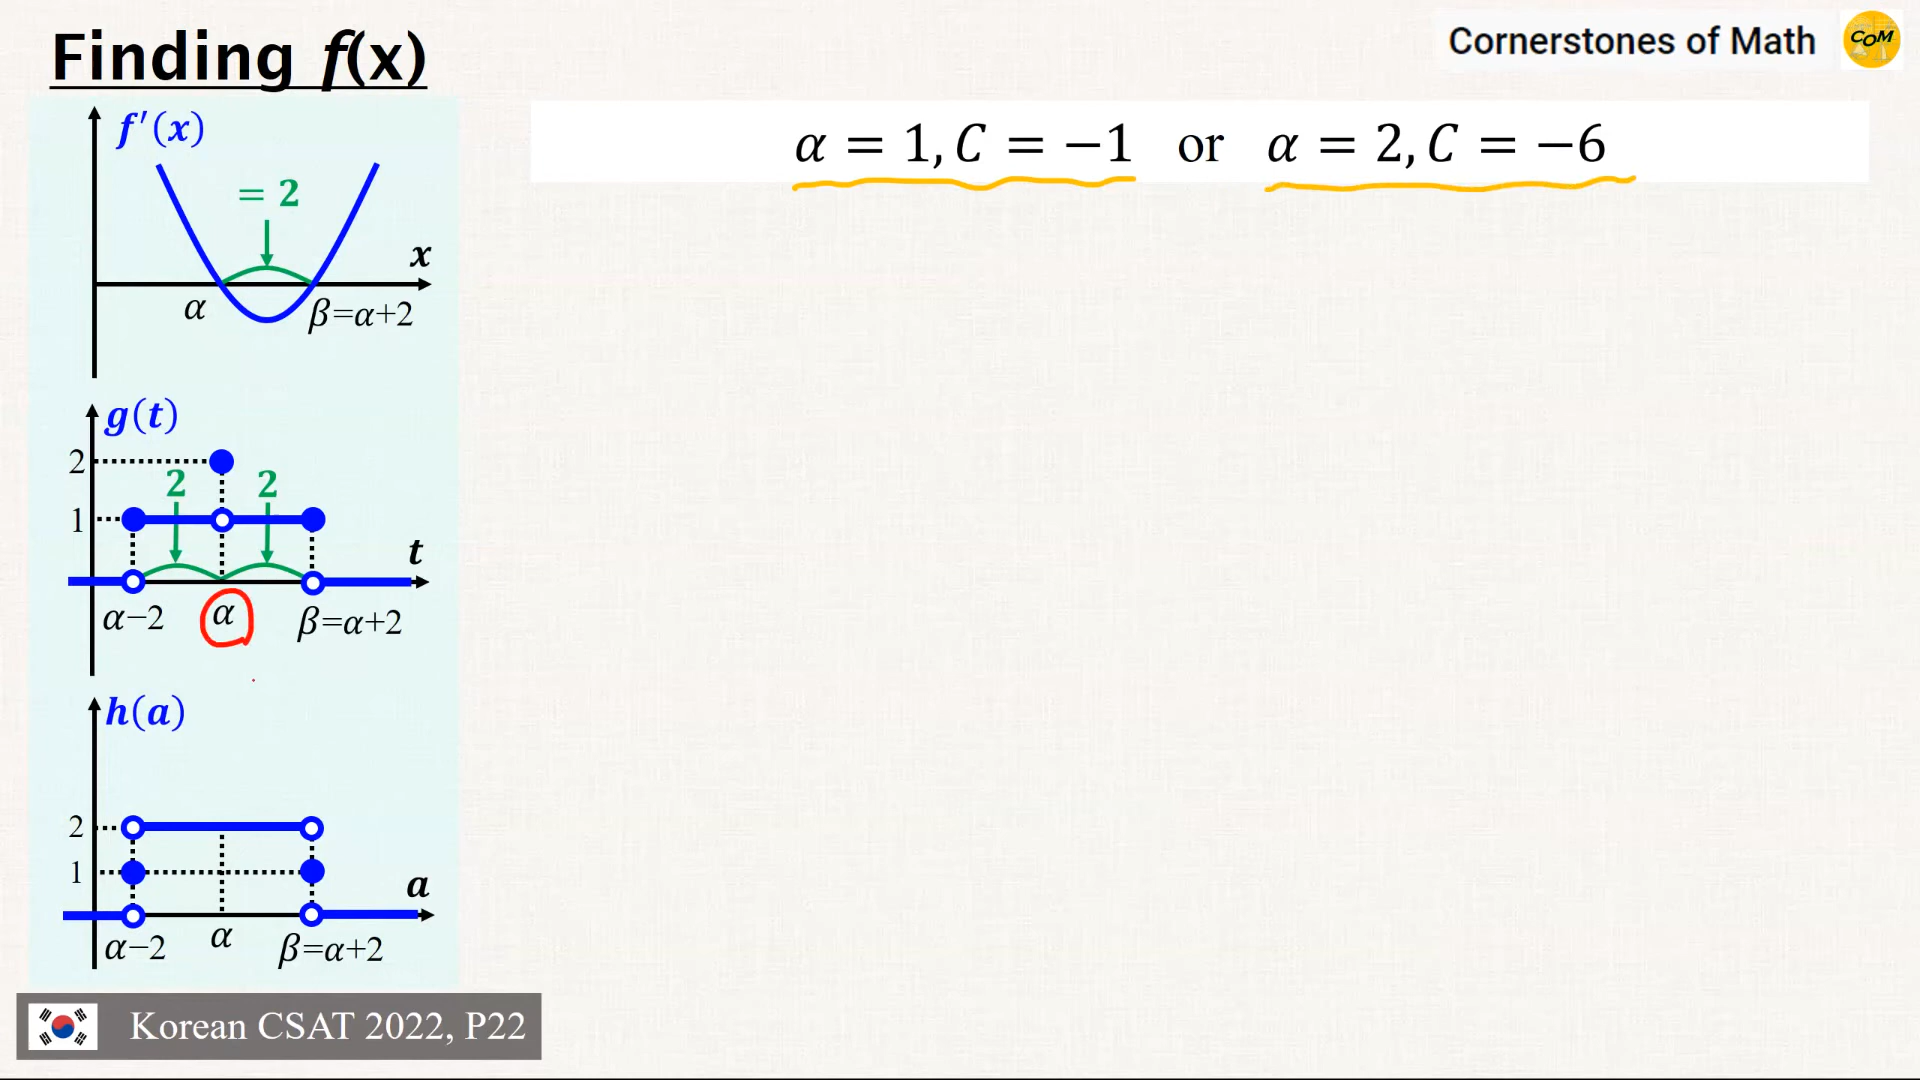 Finding f(x)
Cornerstones of Math
COM
α = 1, C = −1 or α = 2, C = −6
f′(x)
= 2
x
α
β=α+2
g(t)
2
2 2
1
t
α−2 α β=α+2
h(a)
2
1
a
α−2 α β=α+2
Korean CSAT 2022, P22